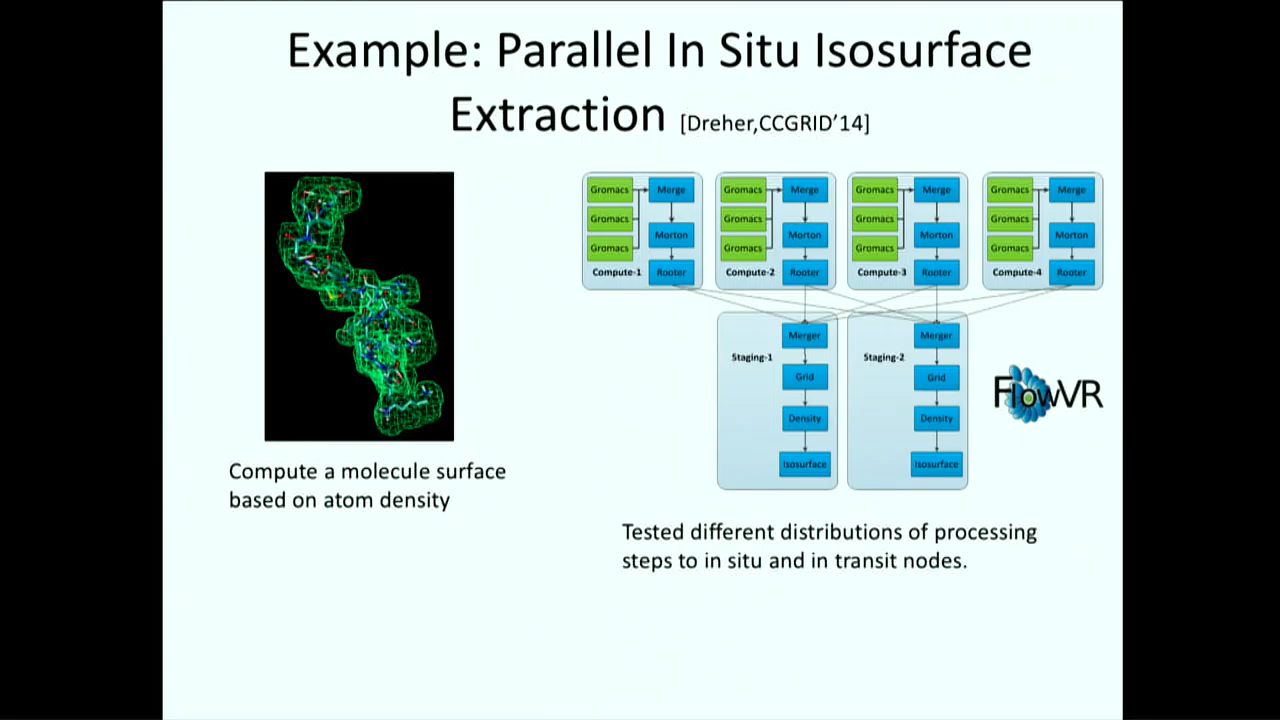 Example: Parallel In Situ Isosurface
Extraction [Dreher,CCGRID'14]
Gromacs
Merge
Gromacs
Gromacs
Morton
Compute-1
Rooter
Gromacs
Merge
Gromacs
Gromacs
Morton
Compute-2
Rooter
Gromacs
Merge
Gromacs
Gromacs
Morton
Compute-3
Rooter
Gromacs
Merge
Gromacs
Gromacs
Morton
Compute-4
Rooter
Staging-1
Merger
Grid
Density
Isosurface
Staging-2
Merger
Grid
Density
Isosurface
FlowVR
Compute a molecule surface
based on atom density
Tested different distributions of processing
steps to in situ and in transit nodes.